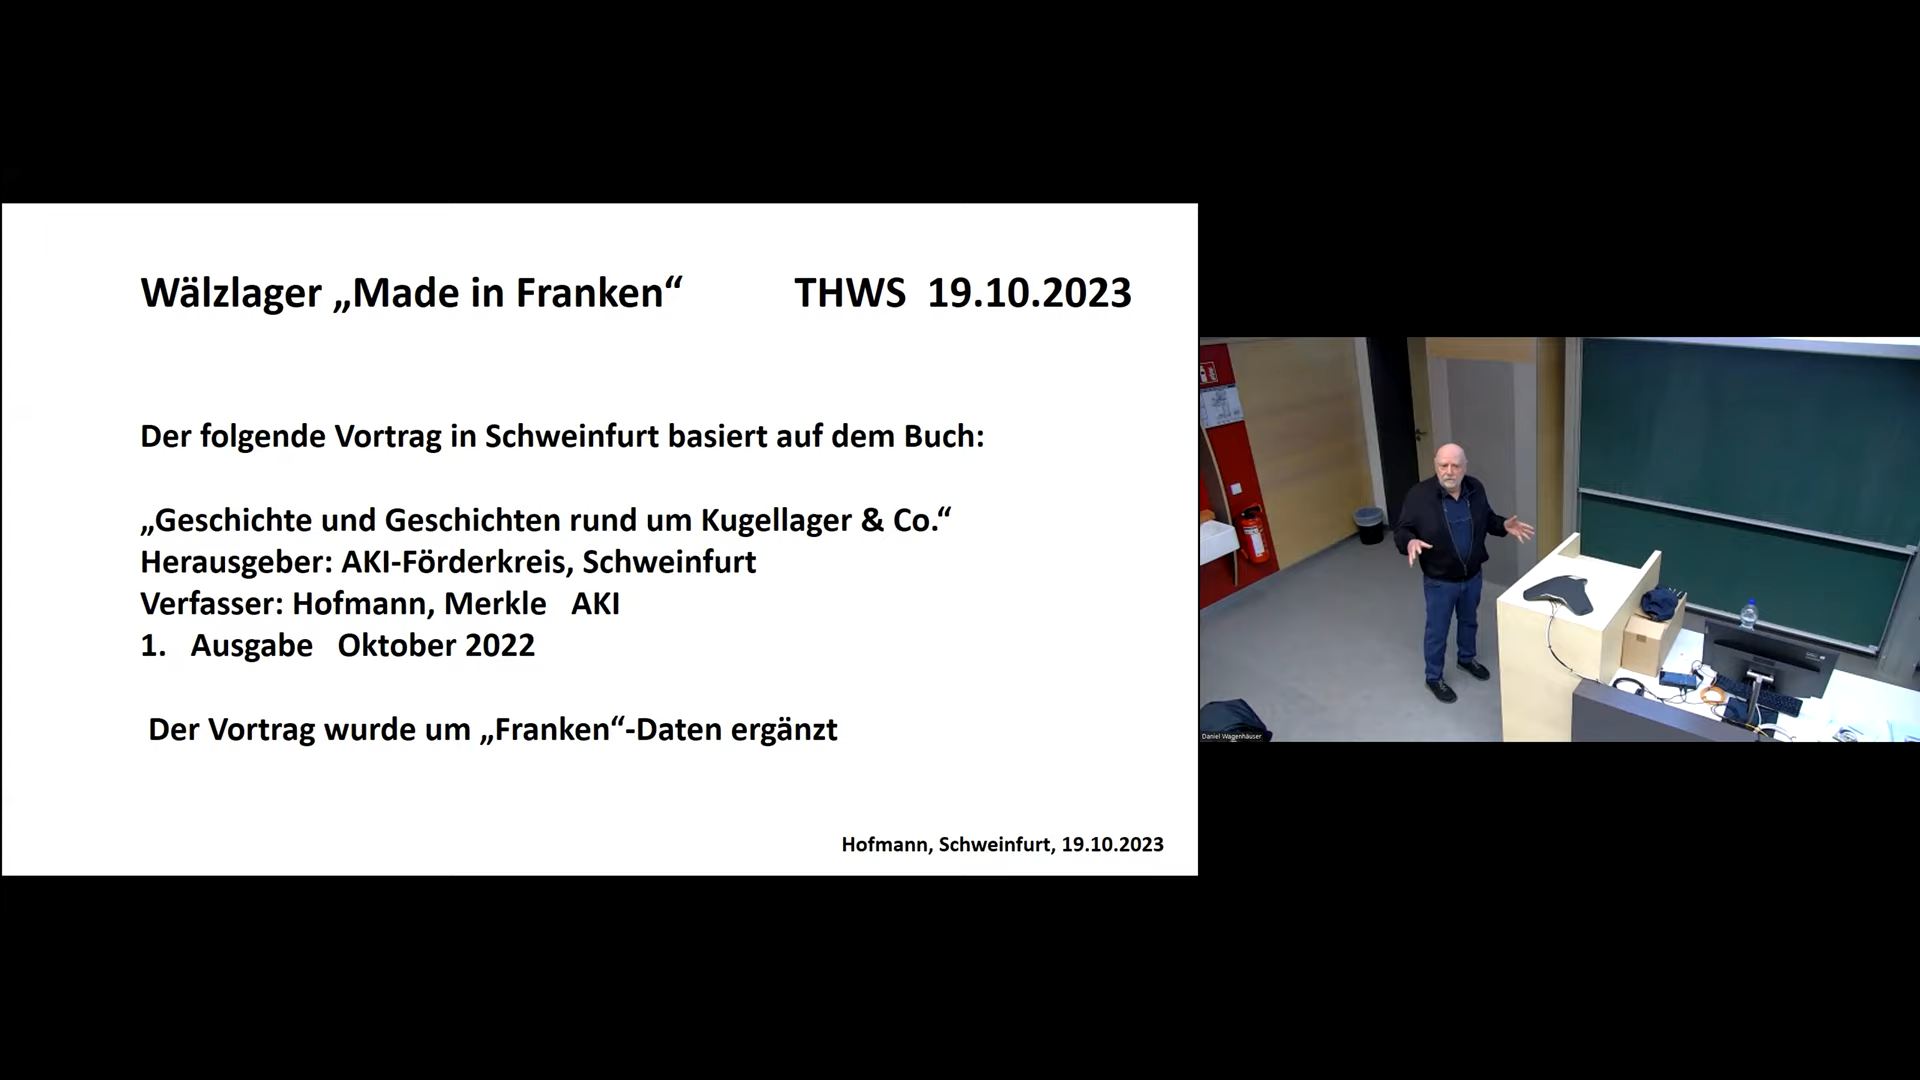 Wälzlager „Made in Franken“ THWS 19.10.2023
Der folgende Vortrag in Schweinfurt basiert auf dem Buch:
„Geschichte und Geschichten rund um Kugellager & Co.“
Herausgeber: AKI-Förderkreis, Schweinfurt
Verfasser: Hofmann, Merkle AKI
1. Ausgabe Oktober 2022
Der Vortrag wurde um „Franken“-Daten ergänzt
Hofmann, Schweinfurt, 19.10.2023
Daniel Wagenhäuser